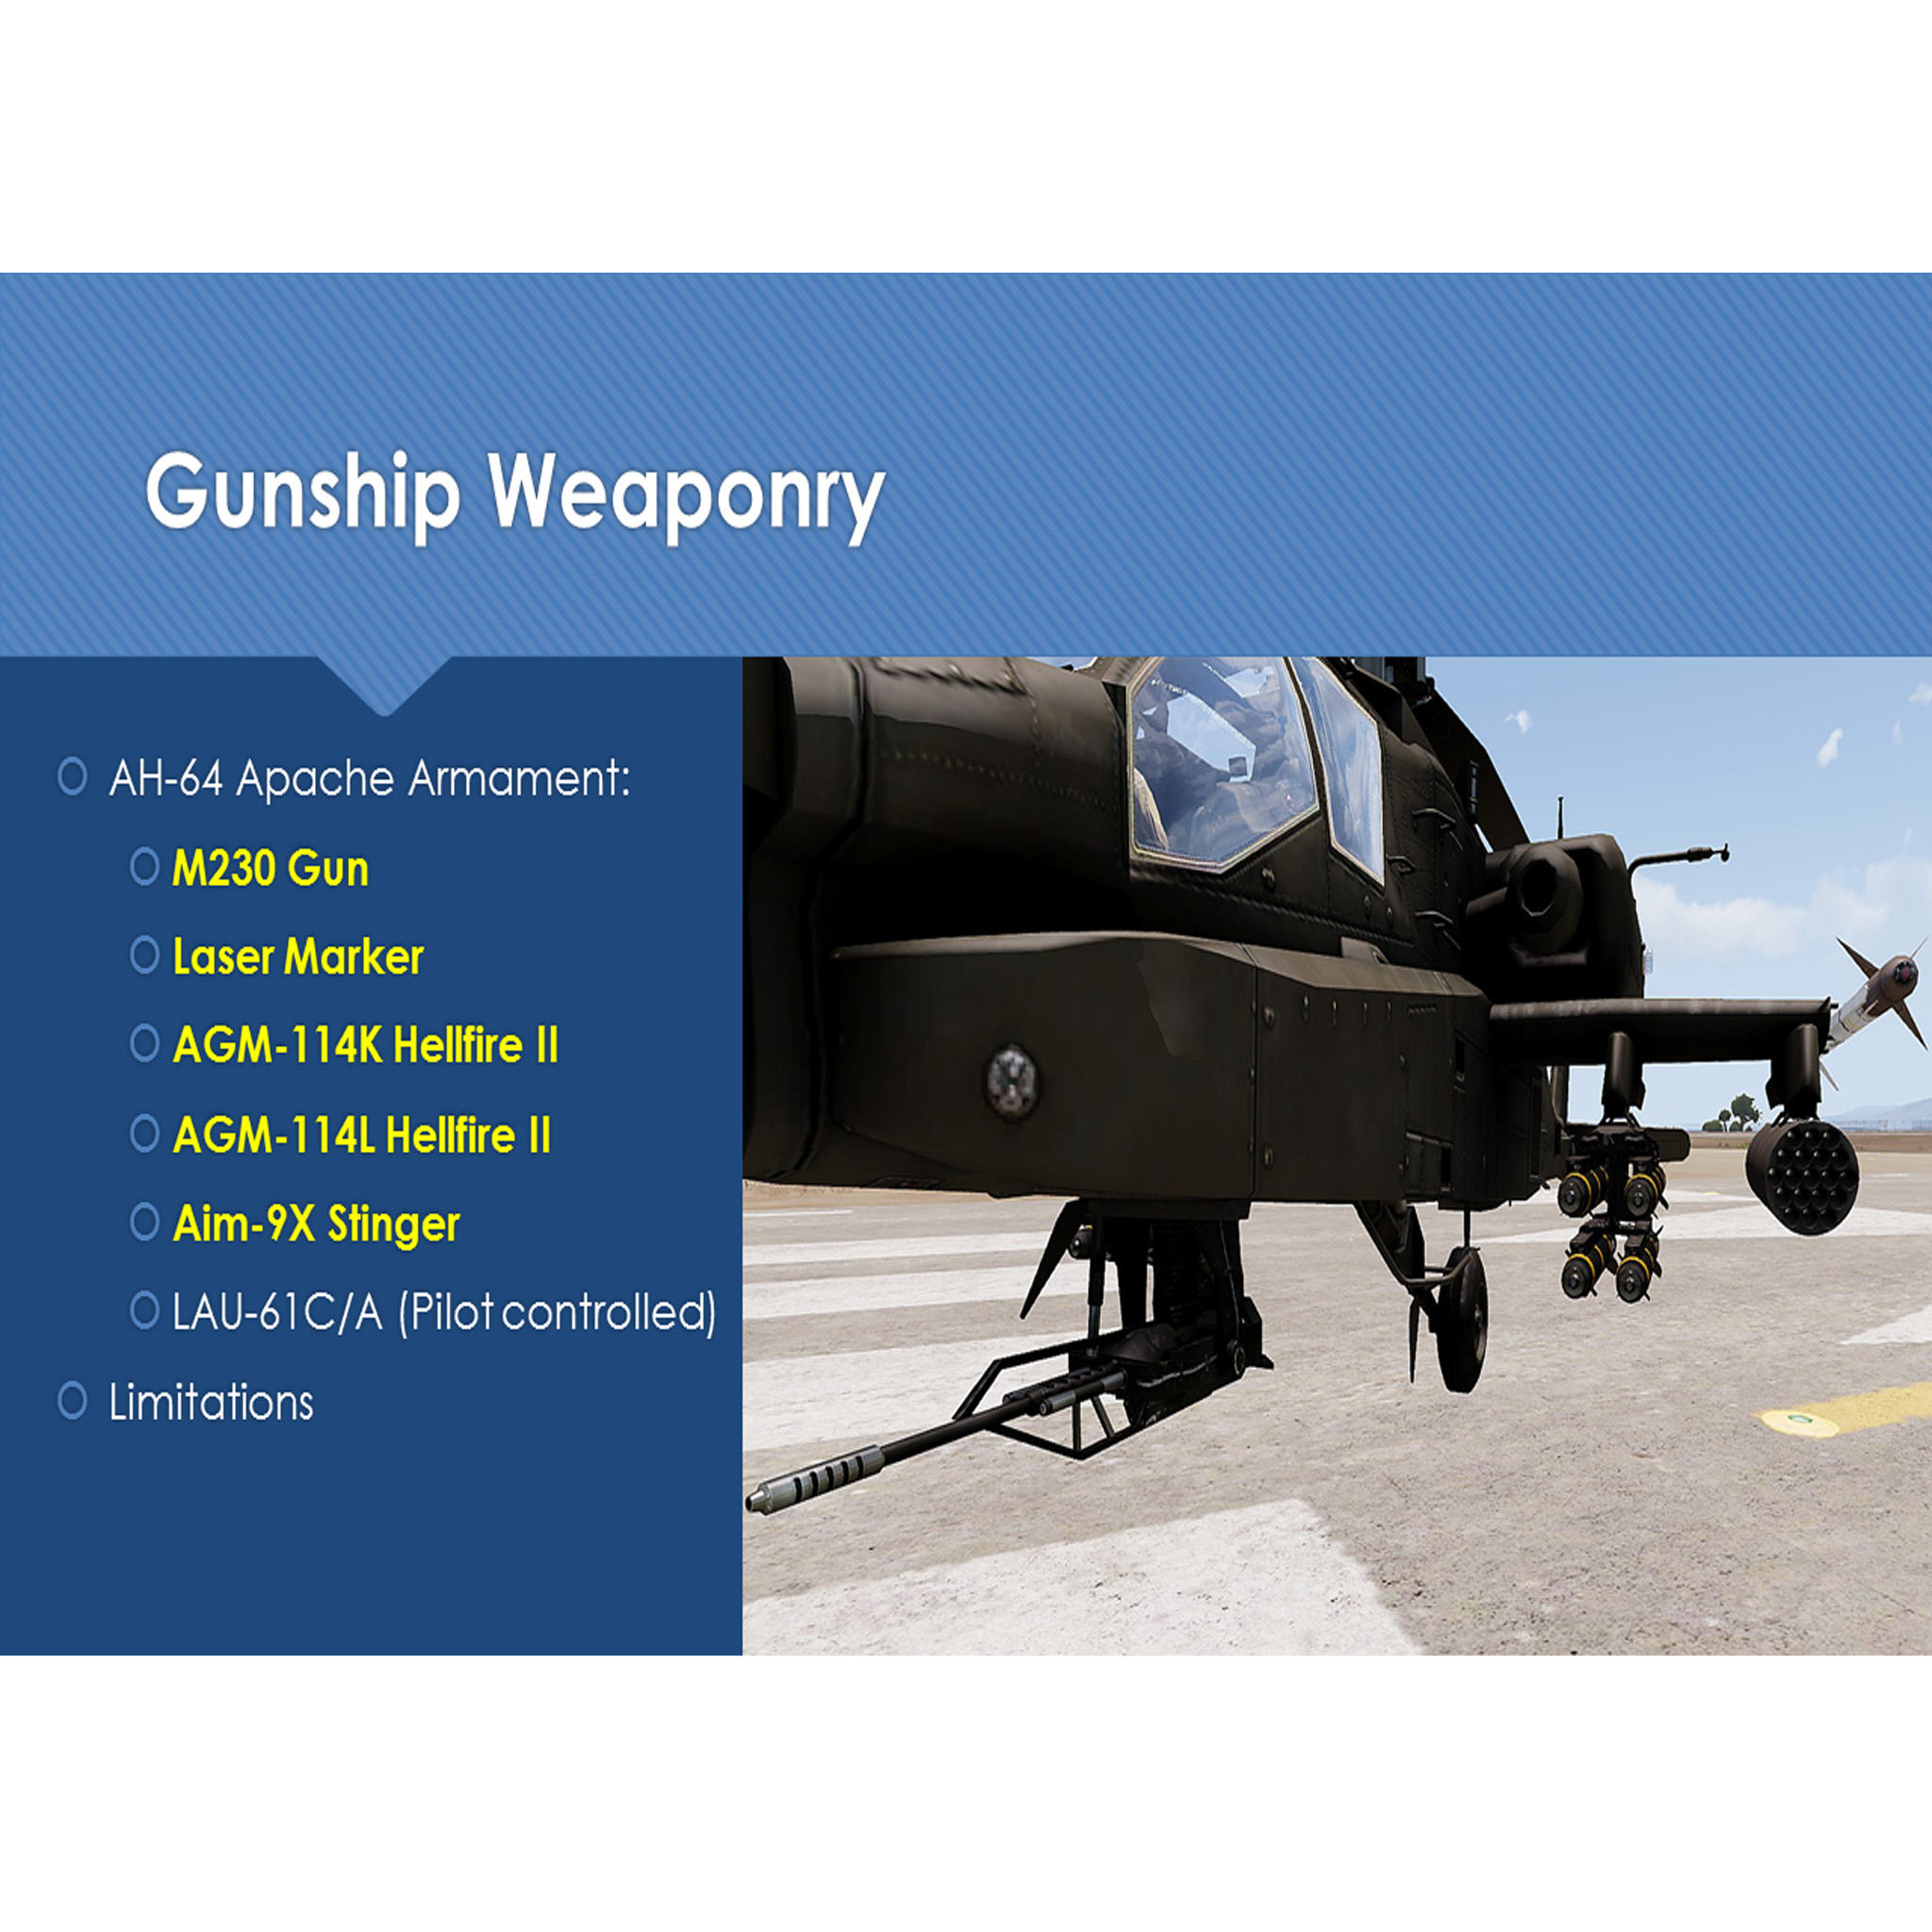 Gunship Weaponry
AH-64 Apache Armament:
M230 Gun
Laser Marker
AGM-114K Hellfire II
AGM-114L Hellfire II
Aim-9X Stinger
LAU-61C/A (Pilot controlled)
Limitations